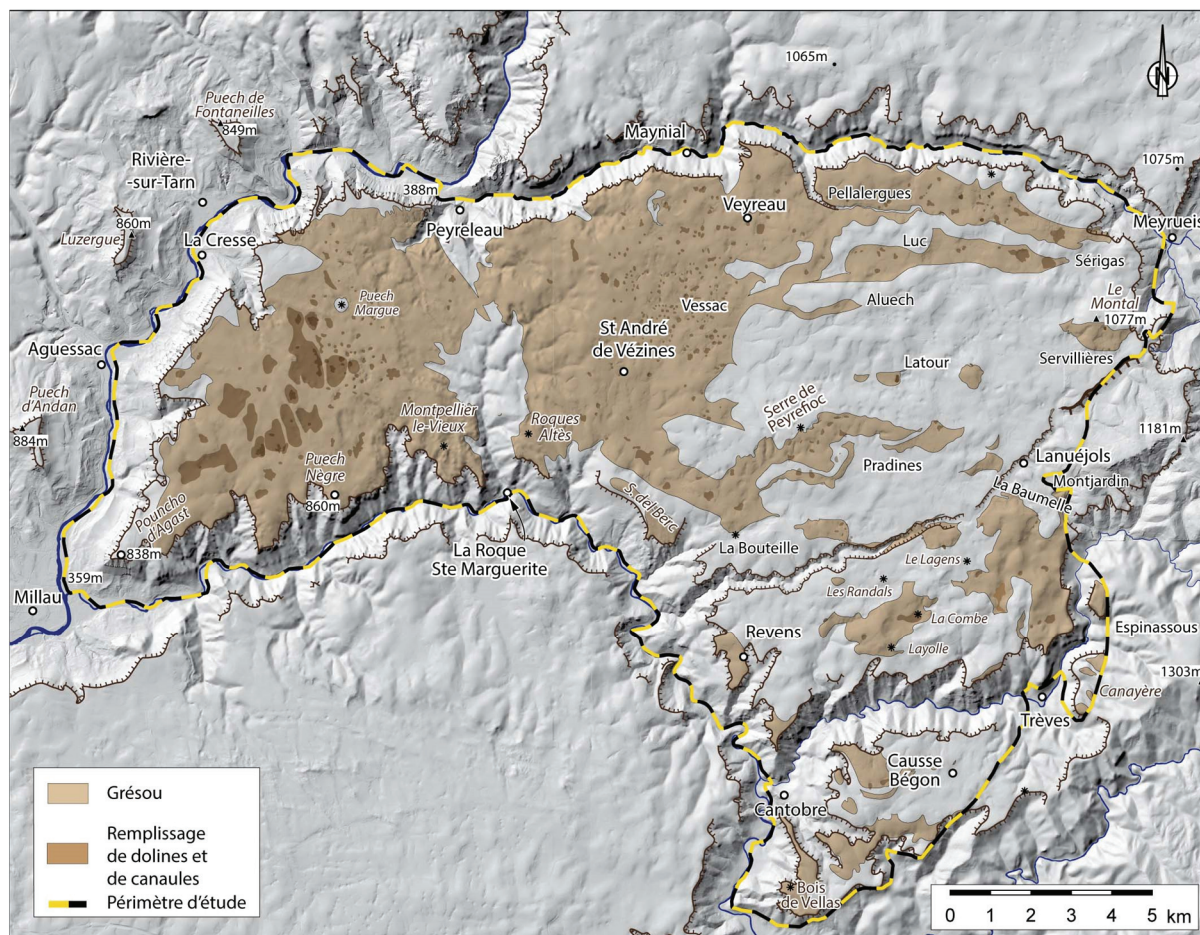 1065m
Puech de
Fontaneilles
849m
N
Maynial
Rivière-
-sur-Tarn
1075m
388m
Pellalergues
Veyreau
860m
Luzergue
Peyreleau
Meyrueis
La Cresse
Luc
Sérigas
Puech
Margue
Vessac
Aluech
Le
Montal
1077m
St André
de Vézines
Servillières
Aguessac
Latour
Puech
d'Andan
884m
Serre de
Peyrehoc
Montpellier
le-Vieux
Roques
Altès
1181m
Puech
Nègre
860m
Pradines
Lanuéjols
Montjardin
La Baumelle
S. del Berc
Pouncho
d'Agast
838m
La Bouteille
La Roque
Ste Marguerite
Le Lagens
359m
Les Randals
Millau
La Combe
Revens
Espinassous
Layolle
1303m
Canayère
Trèves
Causse
Bégon
Cantobre
Grésou
Remplissage
de dolines et
de canaules
Périmètre d'étude
Bois
de Vellas
0 1 2 3 4 5 km